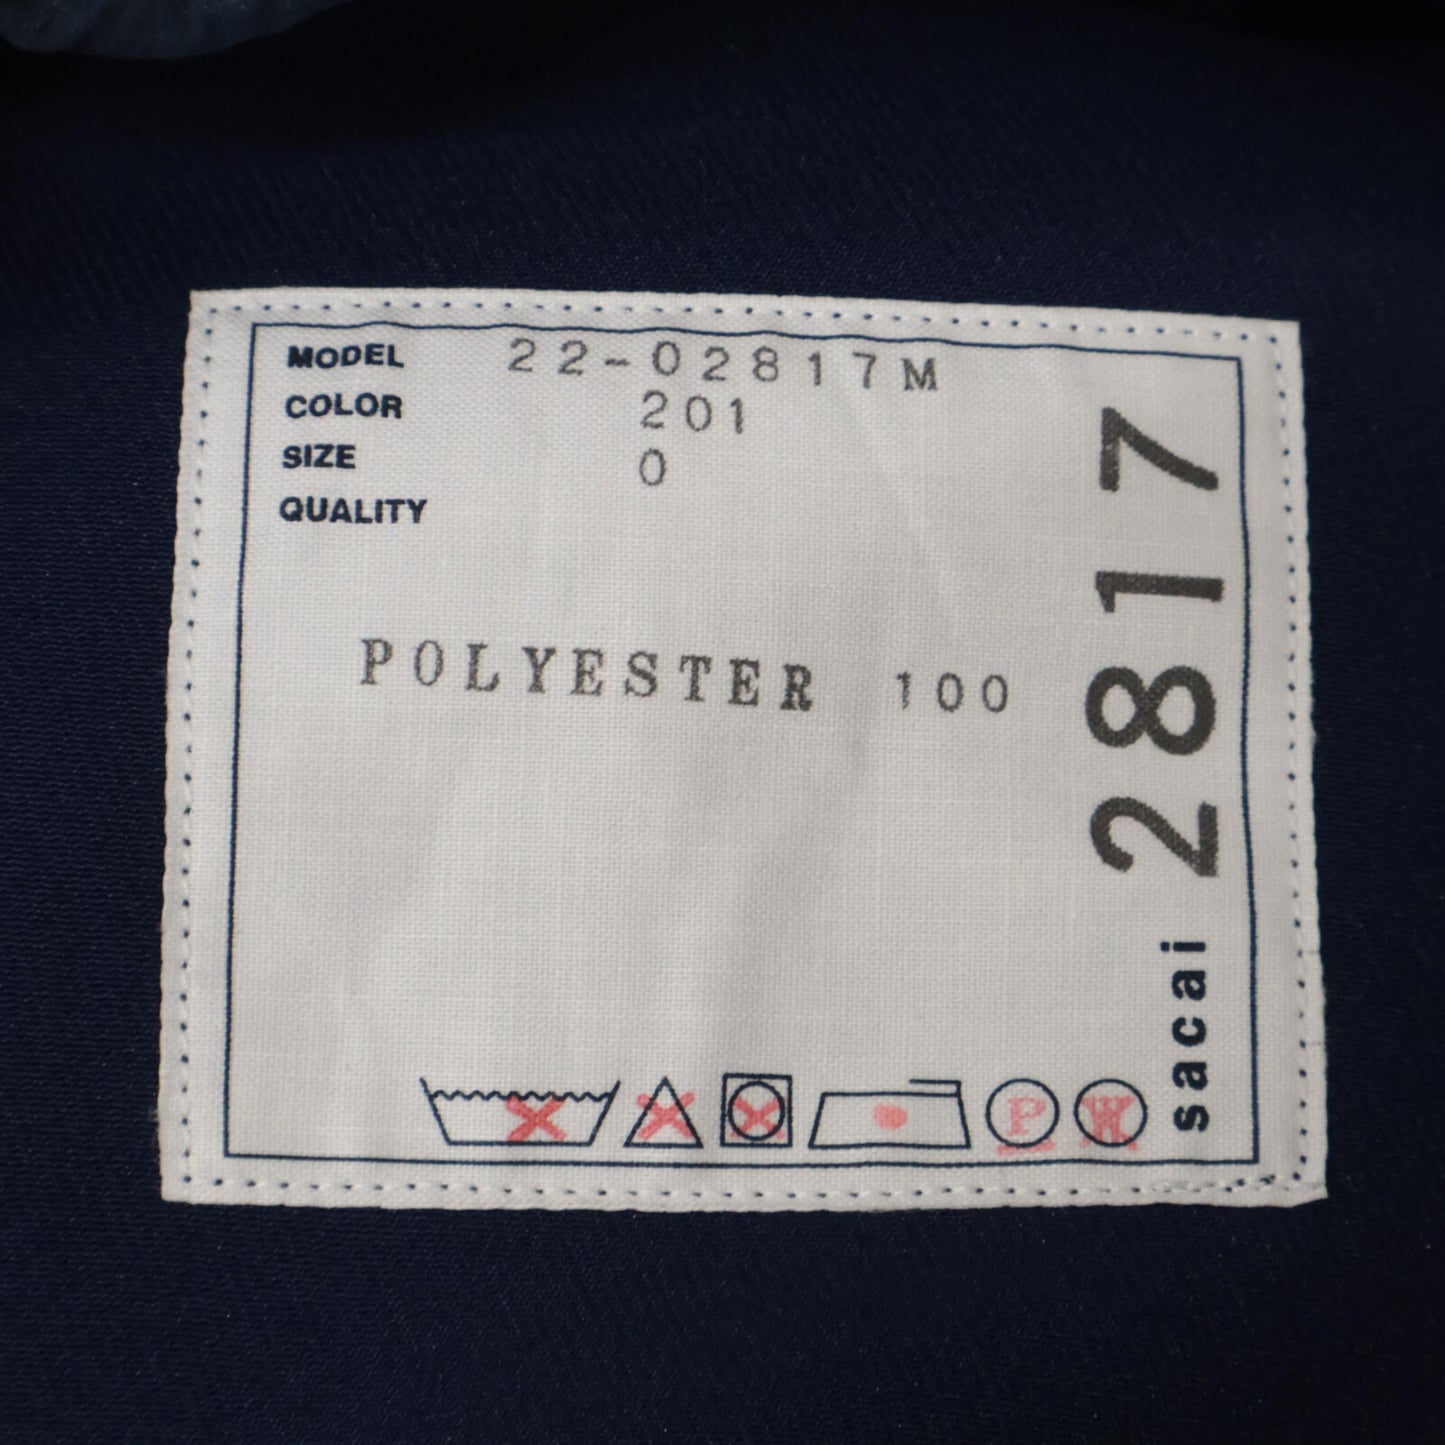 MODEL 22-02817M
COLOR 201
SIZE 0
QUALITY
POLYESTER 100
sacai 2817
P W